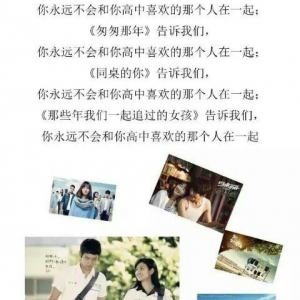 你永远不会和你高中喜欢的那个人在一起；
《匆匆那年》告诉我们，
你永远不会和你高中喜欢的那个人在一起；
《同桌的你》告诉我们，
你永远不会和你高中喜欢的那个人在一起；
《那些年我们一起追过的女孩》告诉我们，
你永远不会和你高中喜欢的那个人在一起